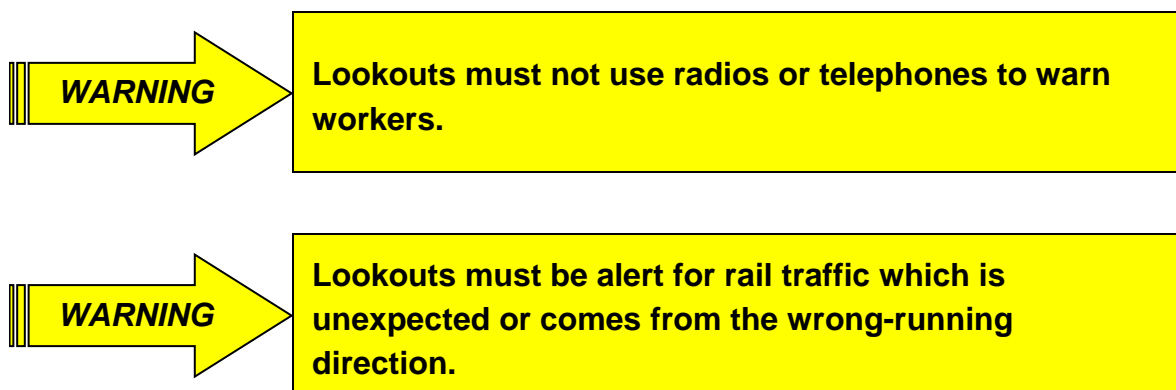 WARNING
Lookouts must not use radios or telephones to warn
workers.
WARNING
Lookouts must be alert for rail traffic which is
unexpected or comes from the wrong-running
direction.